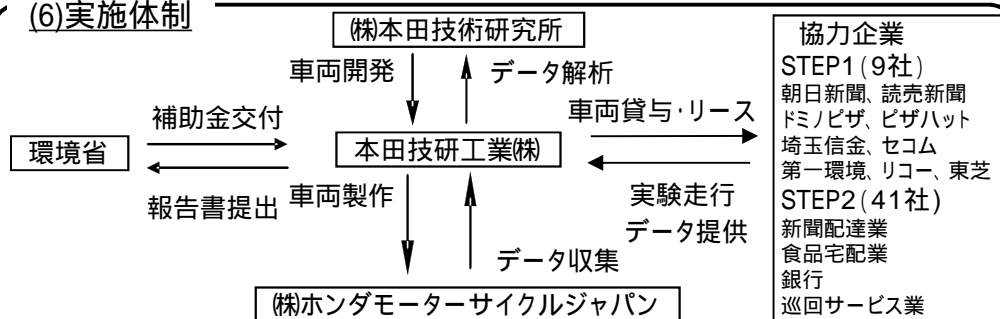 (6)実施体制
㈱本田技術研究所
車両開発
データ解析
環境省
補助金交付
報告書提出
本田技研工業㈱
車両貸与・リース
実験走行
データ提供
車両製作
データ収集
㈱ホンダモーターサイクルジャパン
協力企業
STEP1(9社)
朝日新聞、読売新聞
ドミノピザ、ピザハット
埼玉信金、セコム
第一環境、リコー、東芝
STEP2(41社)
新聞配達業
食品宅配業
銀行
巡回サービス業